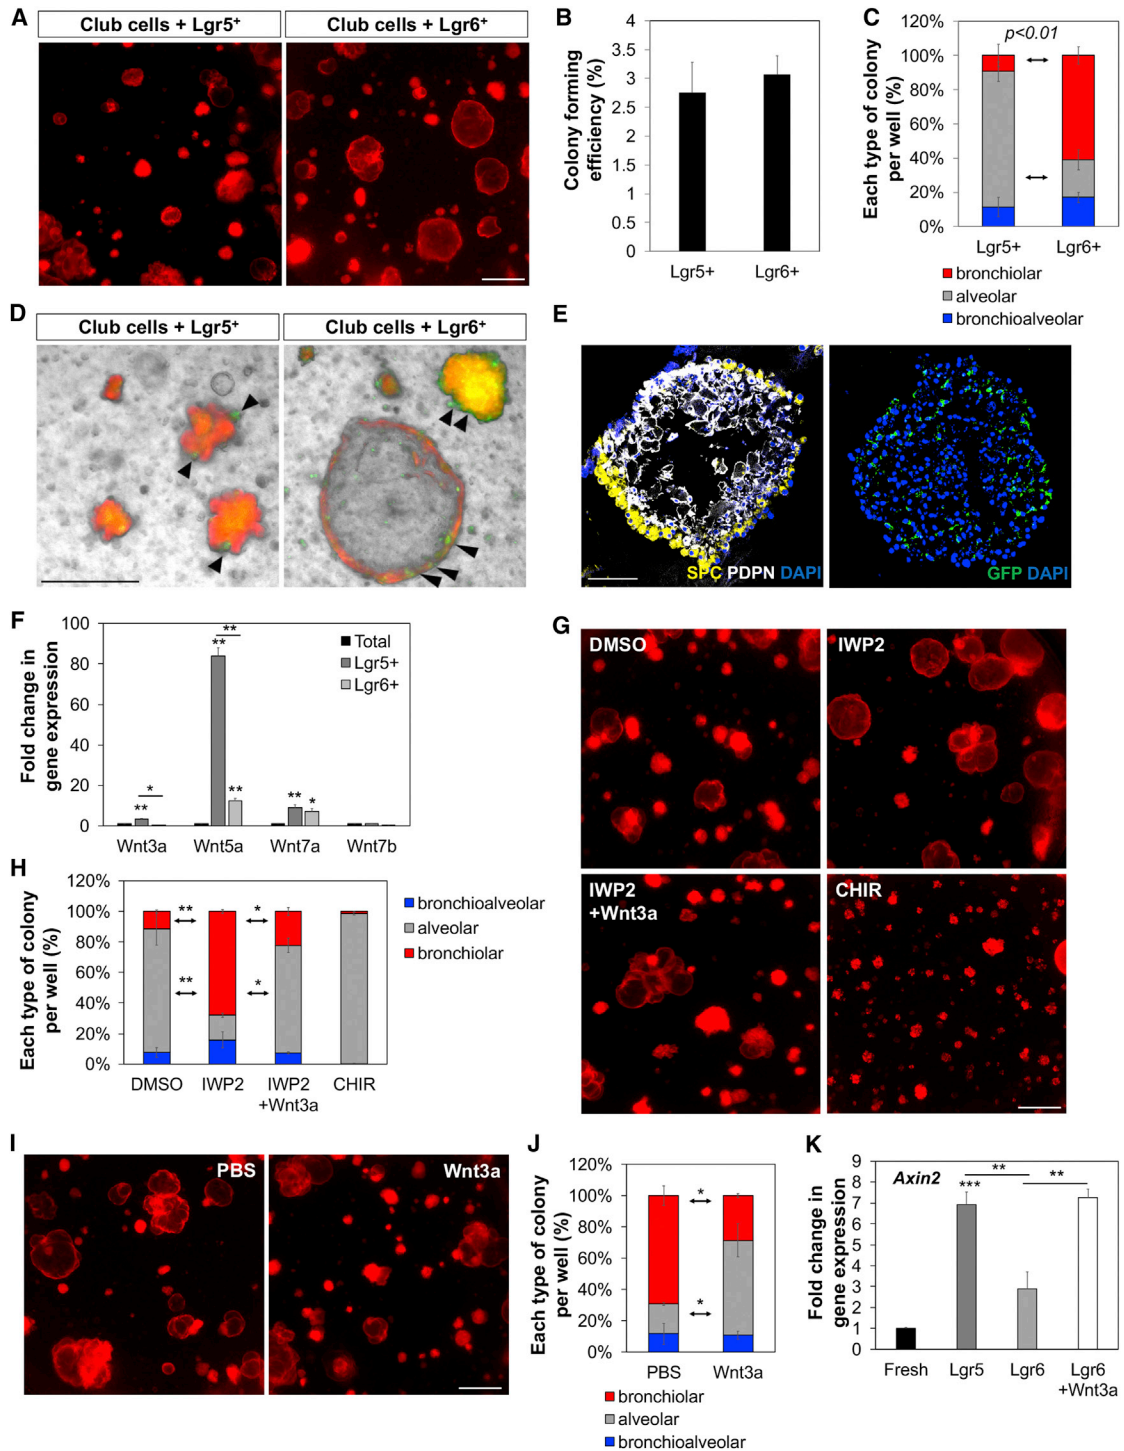 A
Club cells + Lgr5+
Club cells + Lgr6+
B
Colony forming
efficiency (%)
4
3.5
3
2.5
2
1.5
1
0.5
0
Lgr5+
Lgr6+
C
Each type of colony
per well (%)
120%
100%
80%
60%
40%
20%
0%
p<0.01
Lgr5+
Lgr6+
bronchiolar
alveolar
bronchioalveolar
D
Club cells + Lgr5+
Club cells + Lgr6+
E
SPC PDPN DAPI
GFP DAPI
F
Fold change in
gene expression
100
80
60
40
20
0
**
*
**
**
**
**
*
Total
Lgr5+
Lgr6+
Wnt3a
Wnt5a
Wnt7a
Wnt7b
G
DMSO
IWP2
IWP2
+Wnt3a
CHIR
H
Each type of colony
per well (%)
120%
100%
80%
60%
40%
20%
0%
**
*
**
*
DMSO
IWP2
IWP2
+Wnt3a
CHIR
bronchioalveolar
alveolar
bronchiolar
I
PBS
Wnt3a
J
Each type of colony
per well (%)
120%
100%
80%
60%
40%
20%
0%
*
*
PBS
Wnt3a
bronchiolar
alveolar
bronchioalveolar
K
Fold change in
gene expression
9
8
7
6
5
4
3
2
1
0
Axin2
***
**
**
Fresh
Lgr5
Lgr6
Lgr6
+Wnt3a